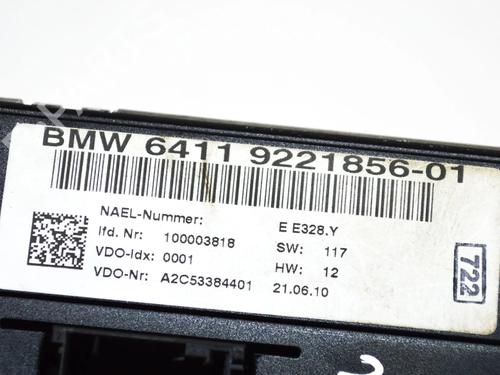 BMW 6411 9221856-01
NAEL-Nummer: E E328.Y
lfd. Nr: 100003818 SW: 117
VDO-Idx: 0001 HW: 12
VDO-Nr: A2C53384401 21.06.10
722